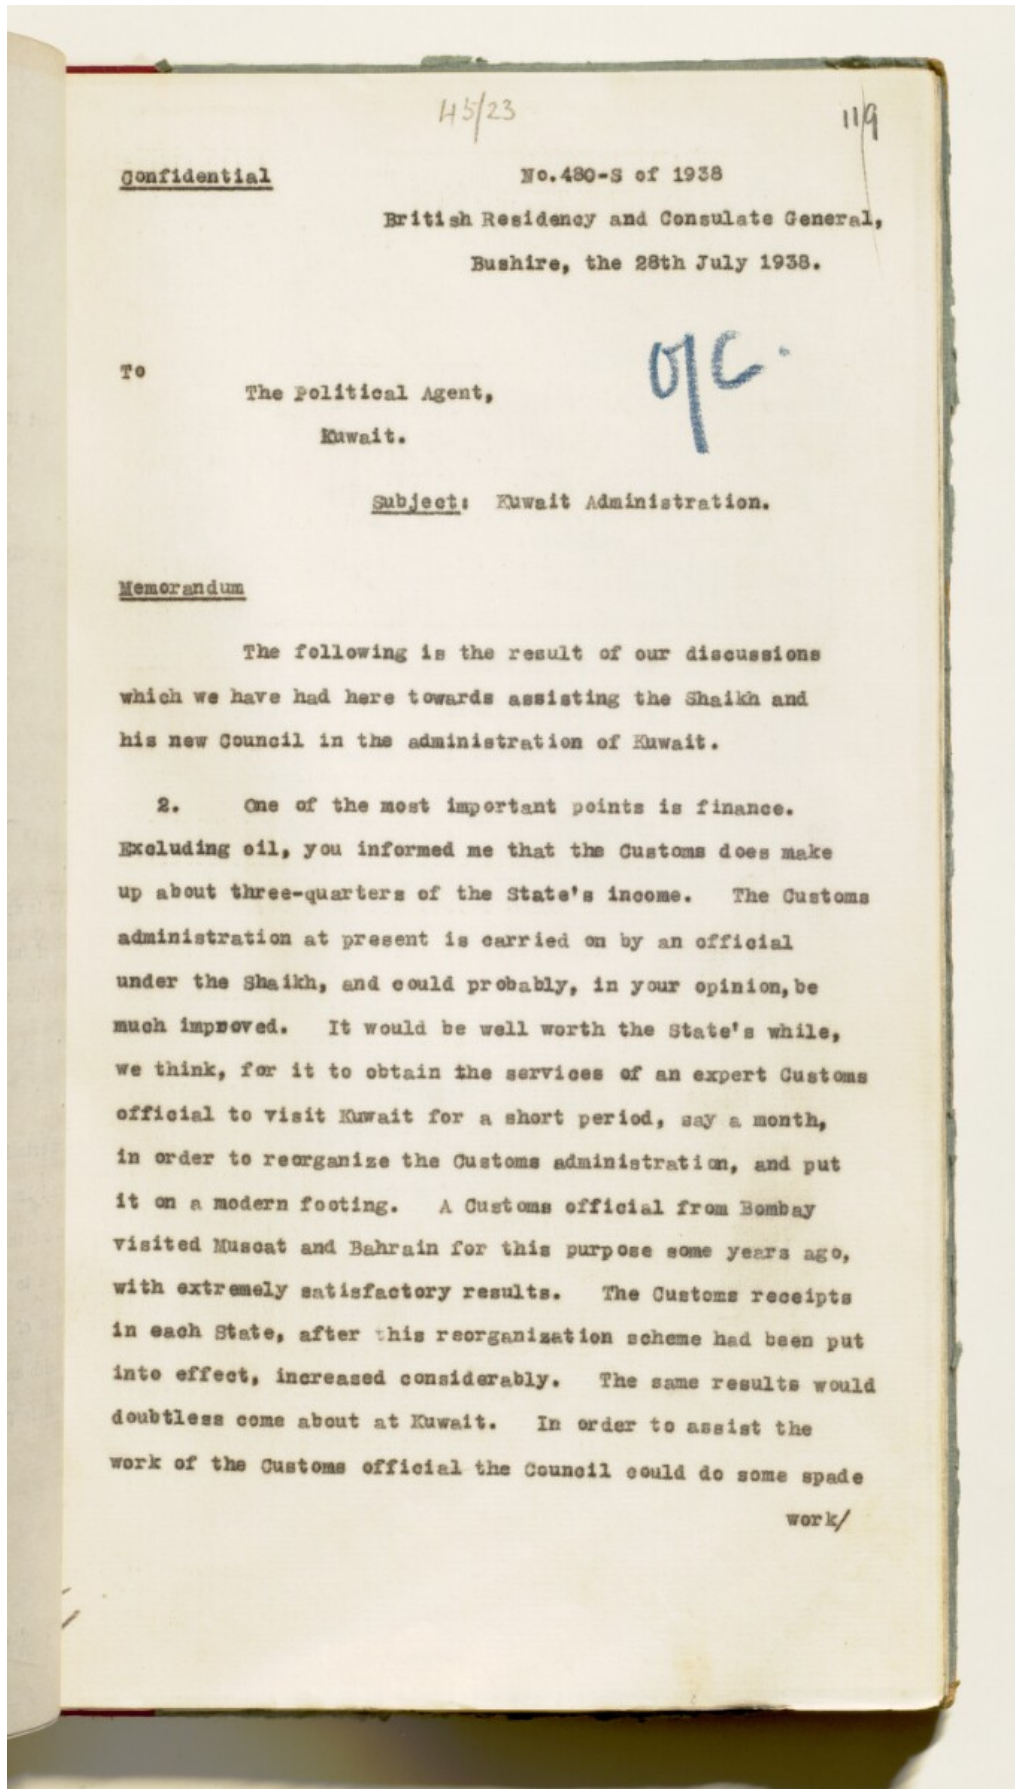 45/23
119
Confidential
No.480-S of 1938
British Residency and Consulate General,
Bushire, the 28th July 1938.
O/C.
To
The Political Agent,
Kuwait.
Subject: Kuwait Administration.
Memorandum
The following is the result of our discussions
which we have had here towards assisting the Shaikh and
his new Council in the administration of Kuwait.
2. One of the most important points is finance.
Excluding oil, you informed me that the Customs does make
up about three-quarters of the State's income. The Customs
administration at present is carried on by an official
under the Shaikh, and could probably, in your opinion, be
much improved. It would be well worth the State's while,
we think, for it to obtain the services of an expert Customs
official to visit Kuwait for a short period, say a month,
in order to reorganize the Customs administration, and put
it on a modern footing. A Customs official from Bombay
visited Muscat and Bahrain for this purpose some years ago,
with extremely satisfactory results. The Customs receipts
in each State, after this reorganization scheme had been put
into effect, increased considerably. The same results would
doubtless come about at Kuwait. In order to assist the
work of the Customs official the Council could do some spade
work/